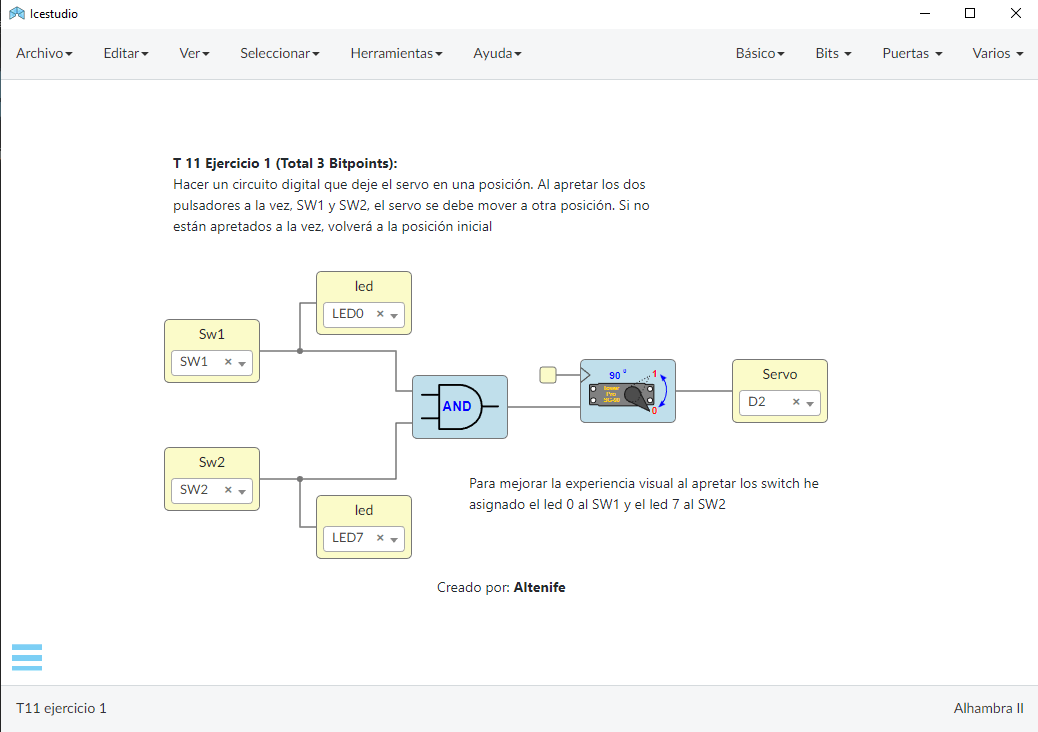 Icestudio
Archivo Editar Ver Seleccionar Herramientas Ayuda Básico Bits Puertas Varios
T 11 Ejercicio 1 (Total 3 Bitpoints):
Hacer un circuito digital que deje el servo en una posición. Al apretar los dos
pulsadores a la vez, SW1 y SW2, el servo se debe mover a otra posición. Si no
están apretados a la vez, volverá a la posición inicial
led
LED0
Sw1
SW1
AND
90 º
1
0
Servo
D2
Sw2
SW2
led
LED7
Para mejorar la experiencia visual al apretar los switch he
asignado el led 0 al SW1 y el led 7 al SW2
Creado por: Altenife
T11 ejercicio 1
Alhambra II